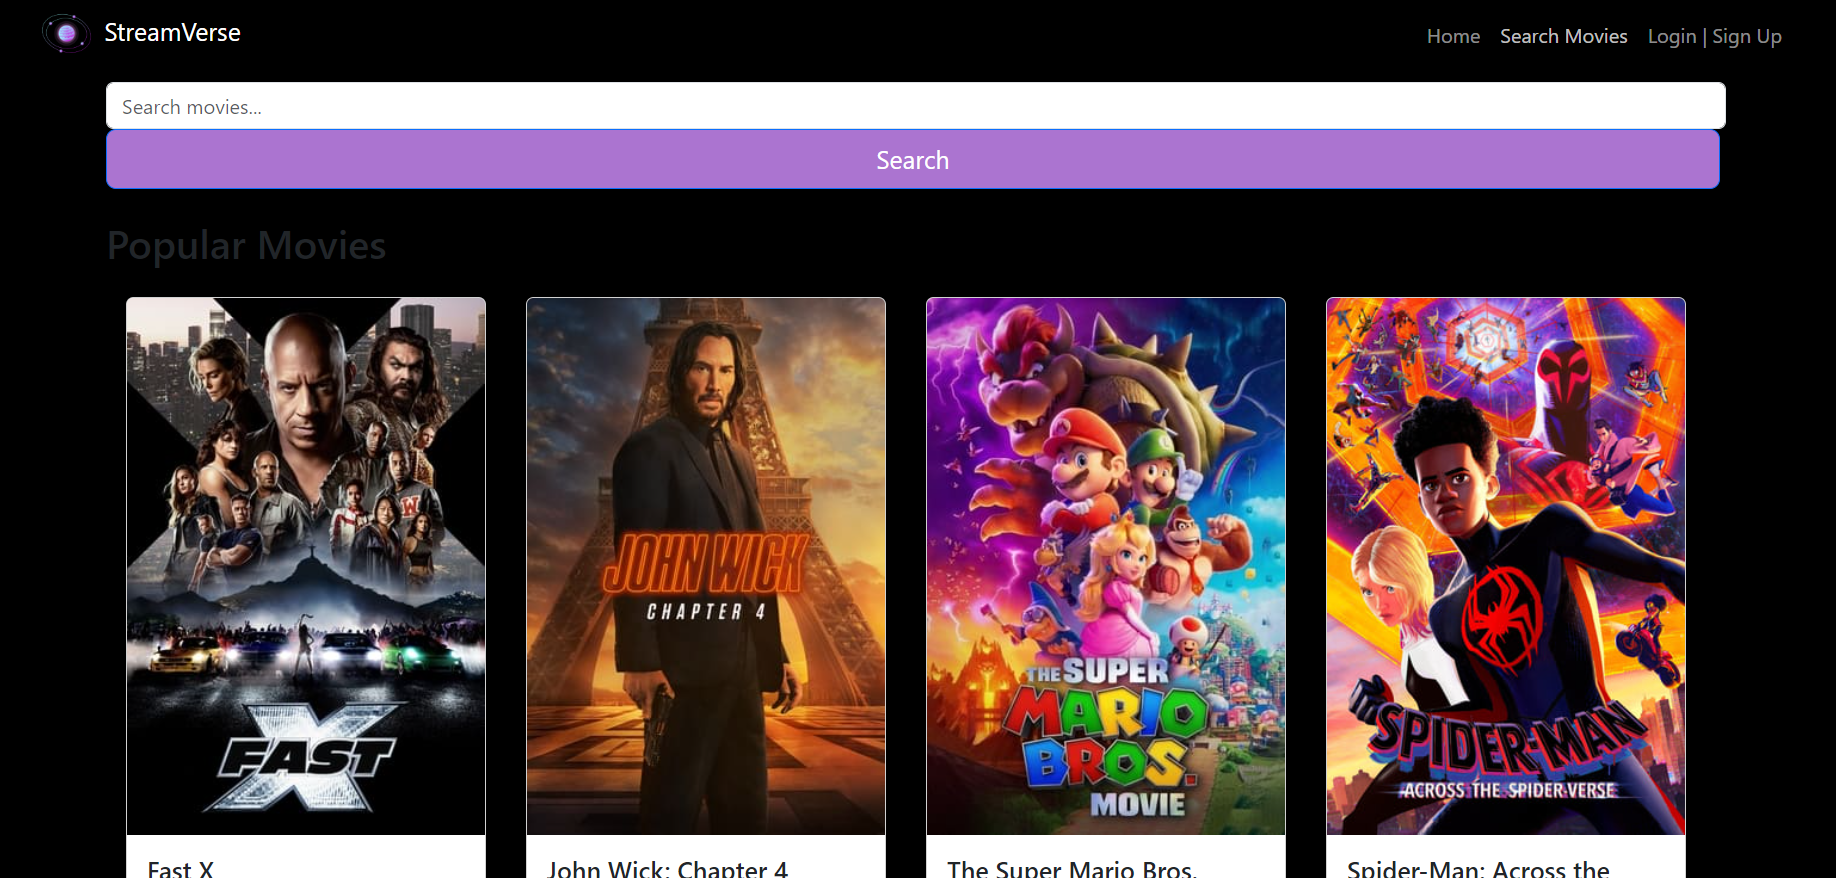 StreamVerse
Home
Search Movies
Login | Sign Up
Search movies...
Search
Popular Movies
FAST X
JOHN WICK
CHAPTER 4
THE SUPER
MARIO
BROS.
MOVIE
SPIDER-MAN
ACROSS THE SPIDER-VERSE
Fast X
John Wick: Chapter 4
The Super Mario Bros.
Spider-Man: Across the